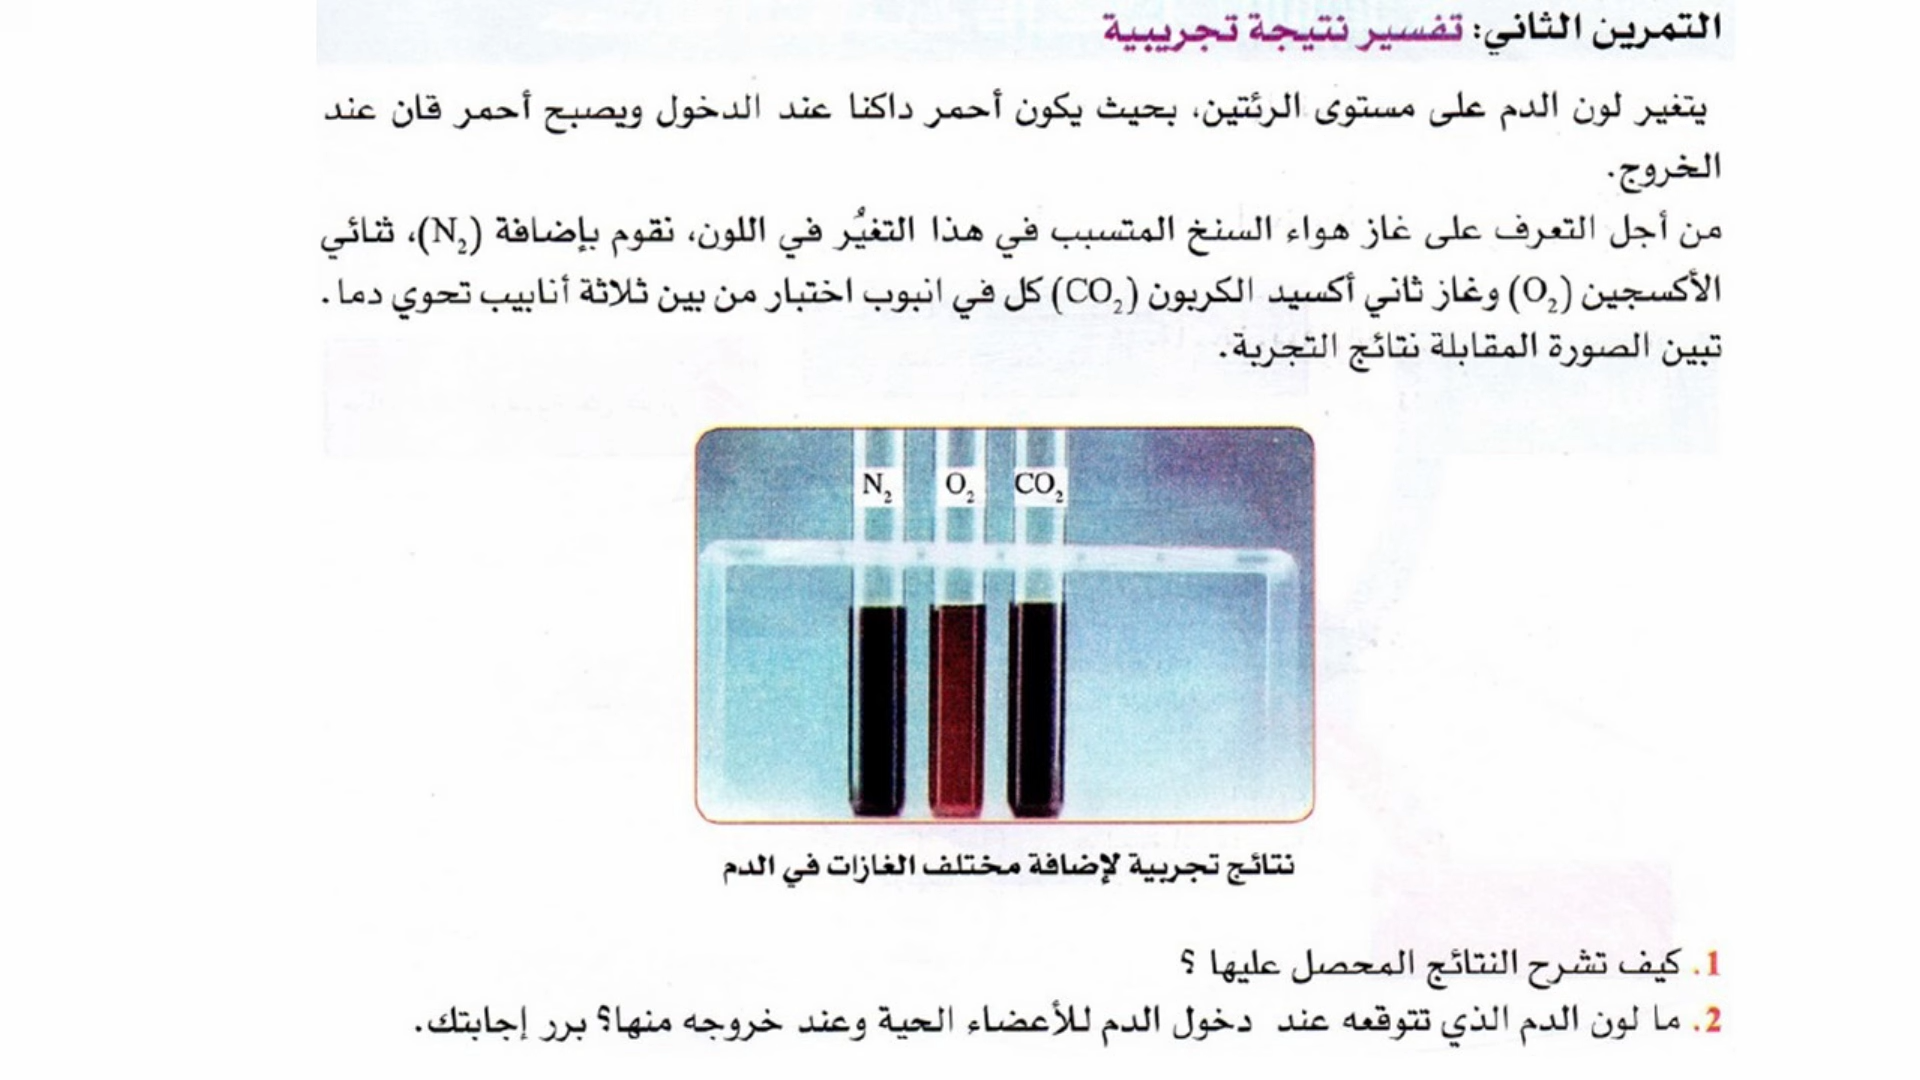 التمرين الثاني: تفسير نتيجة تجريبية
يتغير لون الدم على مستوى الرئتين، بحيث يكون أحمر داكنا عند الدخول ويصبح أحمر قان عند
الخروج.
من أجل التعرف على غاز هواء السنخ المتسبب في هذا التغيُّر في اللون، نقوم بإضافة (N₂)، ثنائي
الأكسجين (O₂) وغاز ثاني أكسيد الكربون (CO₂) كل في انبوب اختبار من بين ثلاثة أنابيب تحوي دما.
تبين الصورة المقابلة نتائج التجربة.
N₂ O₂ CO₂
نتائج تجريبية لإضافة مختلف الغازات في الدم
1. كيف تشرح النتائج المحصل عليها ؟
2. ما لون الدم الذي تتوقعه عند دخول الدم للأعضاء الحية وعند خروجه منها؟ برر إجابتك.